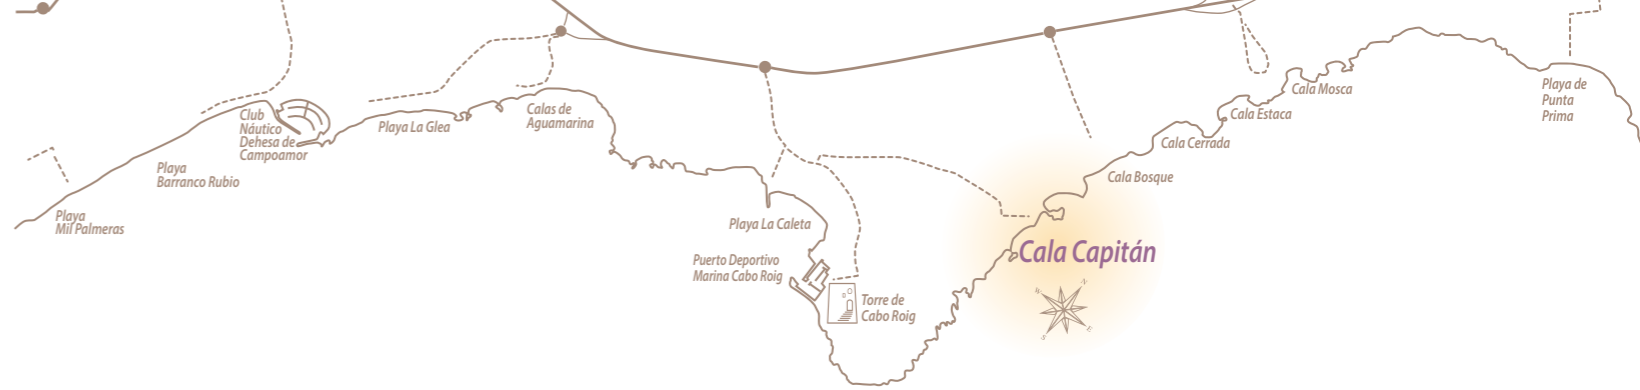 Playa
Mil Palmeras
Playa
Barranco Rubio
Club
Náutico
Dehesa de
Campoamor
Playa La Glea
Calas de
Aguamarina
Playa La Caleta
Puerto Deportivo
Marina Cabo Roig
Torre de
Cabo Roig
Cala Capitán
N
W
E
S
Cala Bosque
Cala Cerrada
Cala Estaca
Cala Mosca
Playa de
Punta
Prima